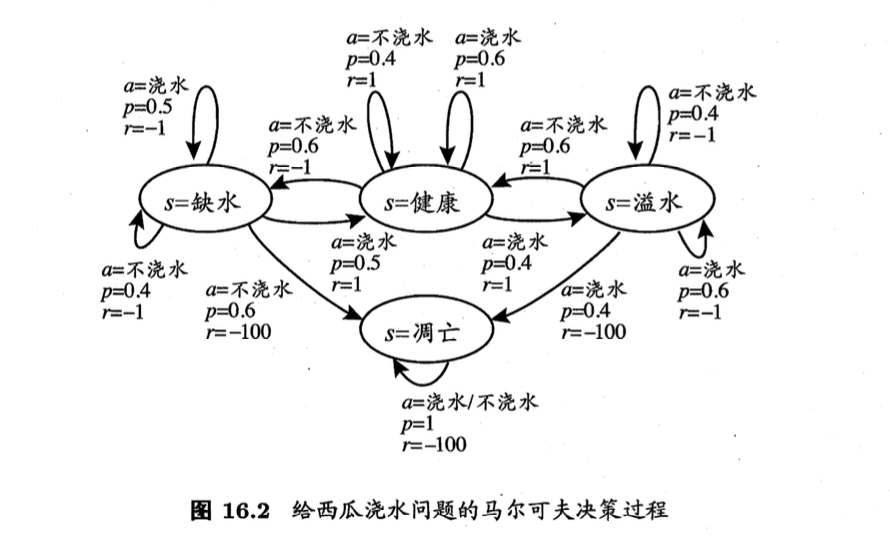 a=不浇水
p=0.4
r=1
a=浇水
p=0.6
r=1
a=浇水
p=0.5
r=–1
a=不浇水
p=0.6
r=–1
a=不浇水
p=0.6
r=1
a=不浇水
p=0.4
r=–1
s=缺水
s=健康
s=溢水
a=不浇水
p=0.4
r=–1
a=不浇水
p=0.6
r=–100
a=浇水
p=0.5
r=1
a=浇水
p=0.4
r=1
a=浇水
p=0.4
r=–100
a=浇水
p=0.6
r=–1
s=凋亡
a=浇水/不浇水
p=1
r=–100
图 16.2 给西瓜浇水问题的马尔可夫决策过程